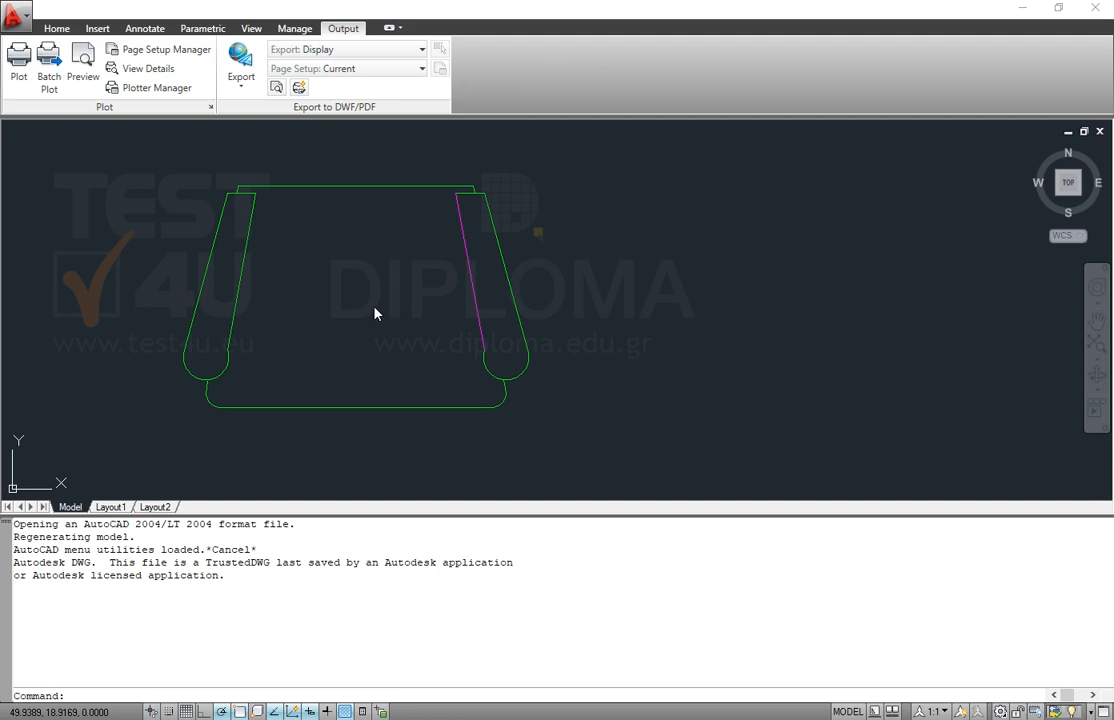 Home Insert Annotate Parametric View Manage Output
Plot
Batch Plot
Preview
Page Setup Manager
View Details
Plotter Manager
Plot
Export
Export: Display
Page Setup: Current
Export to DWF/PDF
N
W TOP E
S
WCS
TEST
4U
www.test4u.eu
D.
DIPLOMA
www.diploma.edu.gr
Y
X
Model Layout1 Layout2
Opening an AutoCAD 2004/LT 2004 format file.
Regenerating model.
AutoCAD menu utilities loaded.*Cancel*
Autodesk DWG.  This file is a TrustedDWG last saved by an Autodesk application
or Autodesk licensed application.
Command:
49.9389, 18.9169, 0.0000
MODEL
1:1